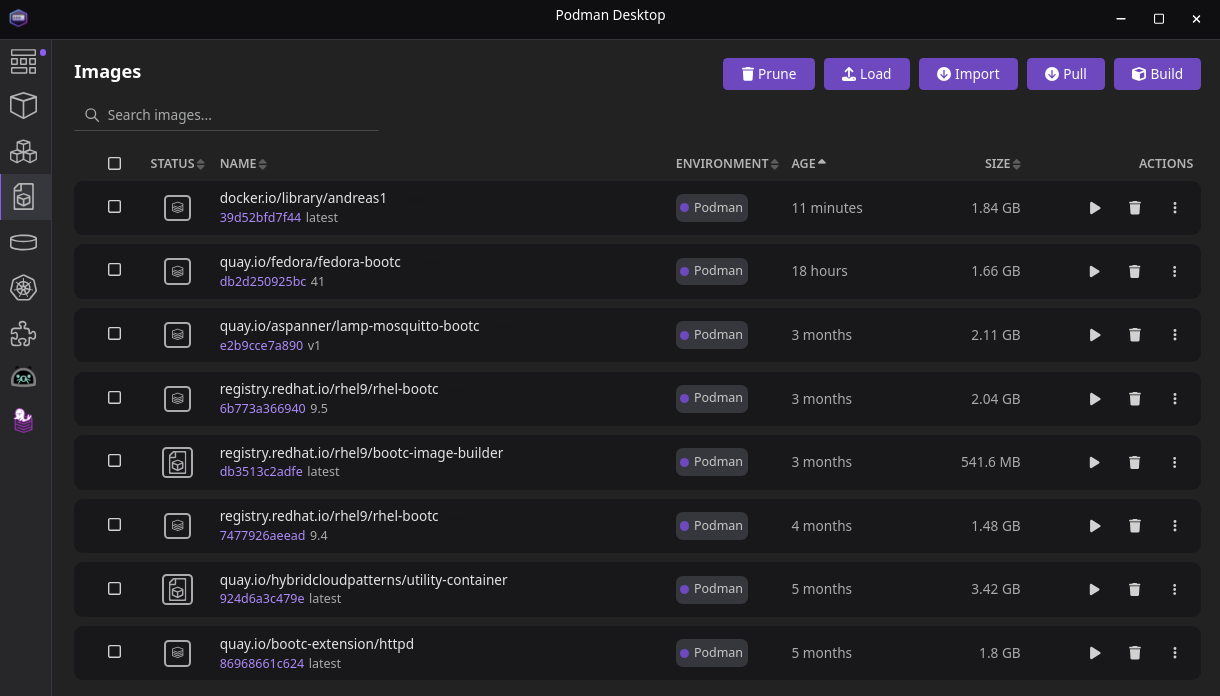 Podman Desktop
Images
Prune Load Import Pull Build
Search images...
STATUS NAME ENVIRONMENT AGE SIZE ACTIONS
docker.io/library/andreas1
39d52bfd7f44 latest
Podman 11 minutes 1.84 GB
quay.io/fedora/fedora-bootc
db2d250925bc 41
Podman 18 hours 1.66 GB
quay.io/aspanner/lamp-mosquitto-bootc
e2b9cce7a890 v1
Podman 3 months 2.11 GB
registry.redhat.io/rhel9/rhel-bootc
6b773a366940 9.5
Podman 3 months 2.04 GB
registry.redhat.io/rhel9/bootc-image-builder
db3513c2adfe latest
Podman 3 months 541.6 MB
registry.redhat.io/rhel9/rhel-bootc
7477926aeead 9.4
Podman 4 months 1.48 GB
quay.io/hybridcloudpatterns/utility-container
924d6a3c479e latest
Podman 5 months 3.42 GB
quay.io/bootc-extension/httpd
86968661c624 latest
Podman 5 months 1.8 GB